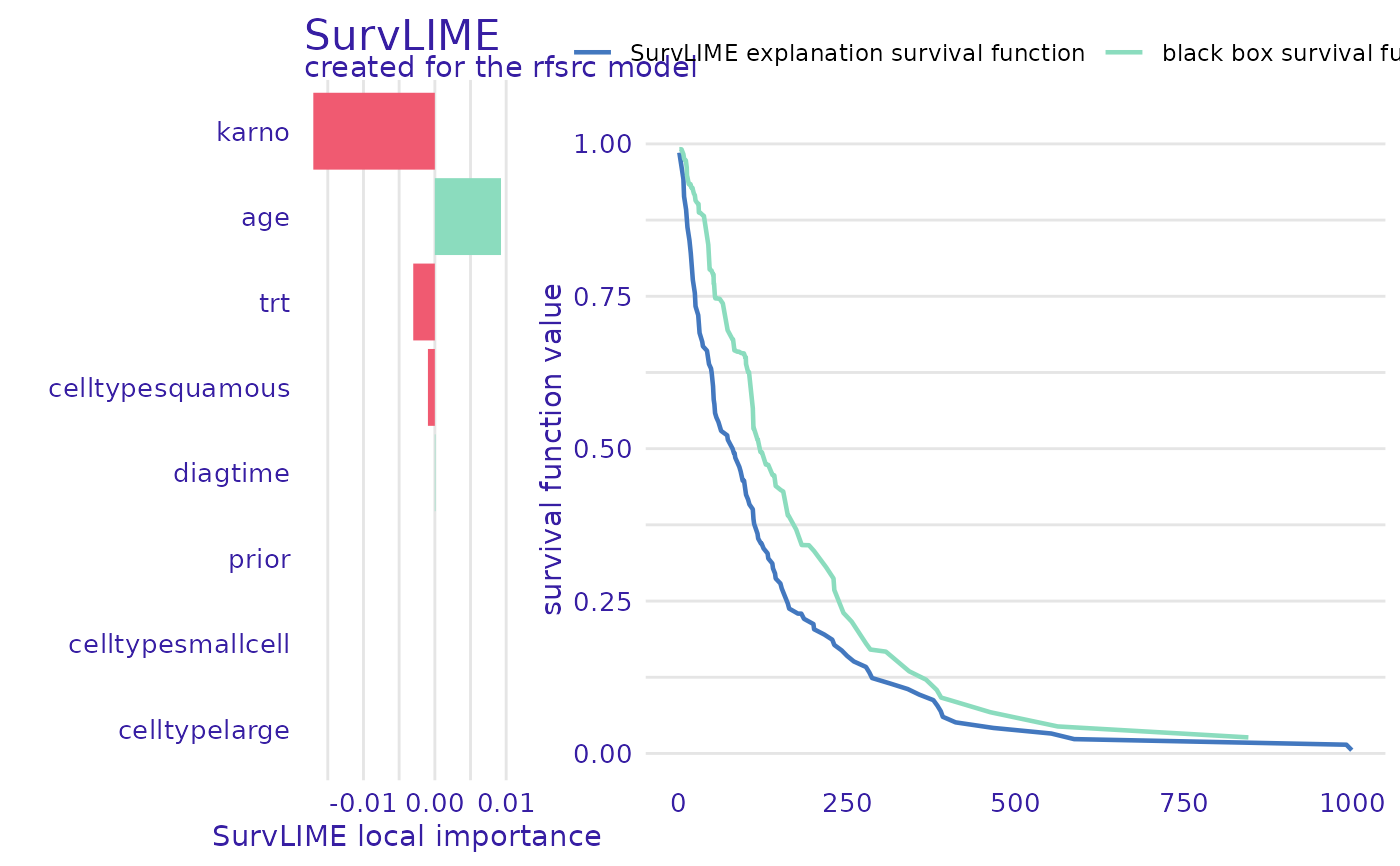 SurvLIME
created for the rfsrc model
karno
age
trt
celltypesquamous
diagtime
prior
celltypesmallcell
celltypelarge
-0.01 0.00 0.01
SurvLIME local importance
SurvLIME explanation survival function
black box survival fu
survival function value
1.00
0.75
0.50
0.25
0.00
0 250 500 750 1000